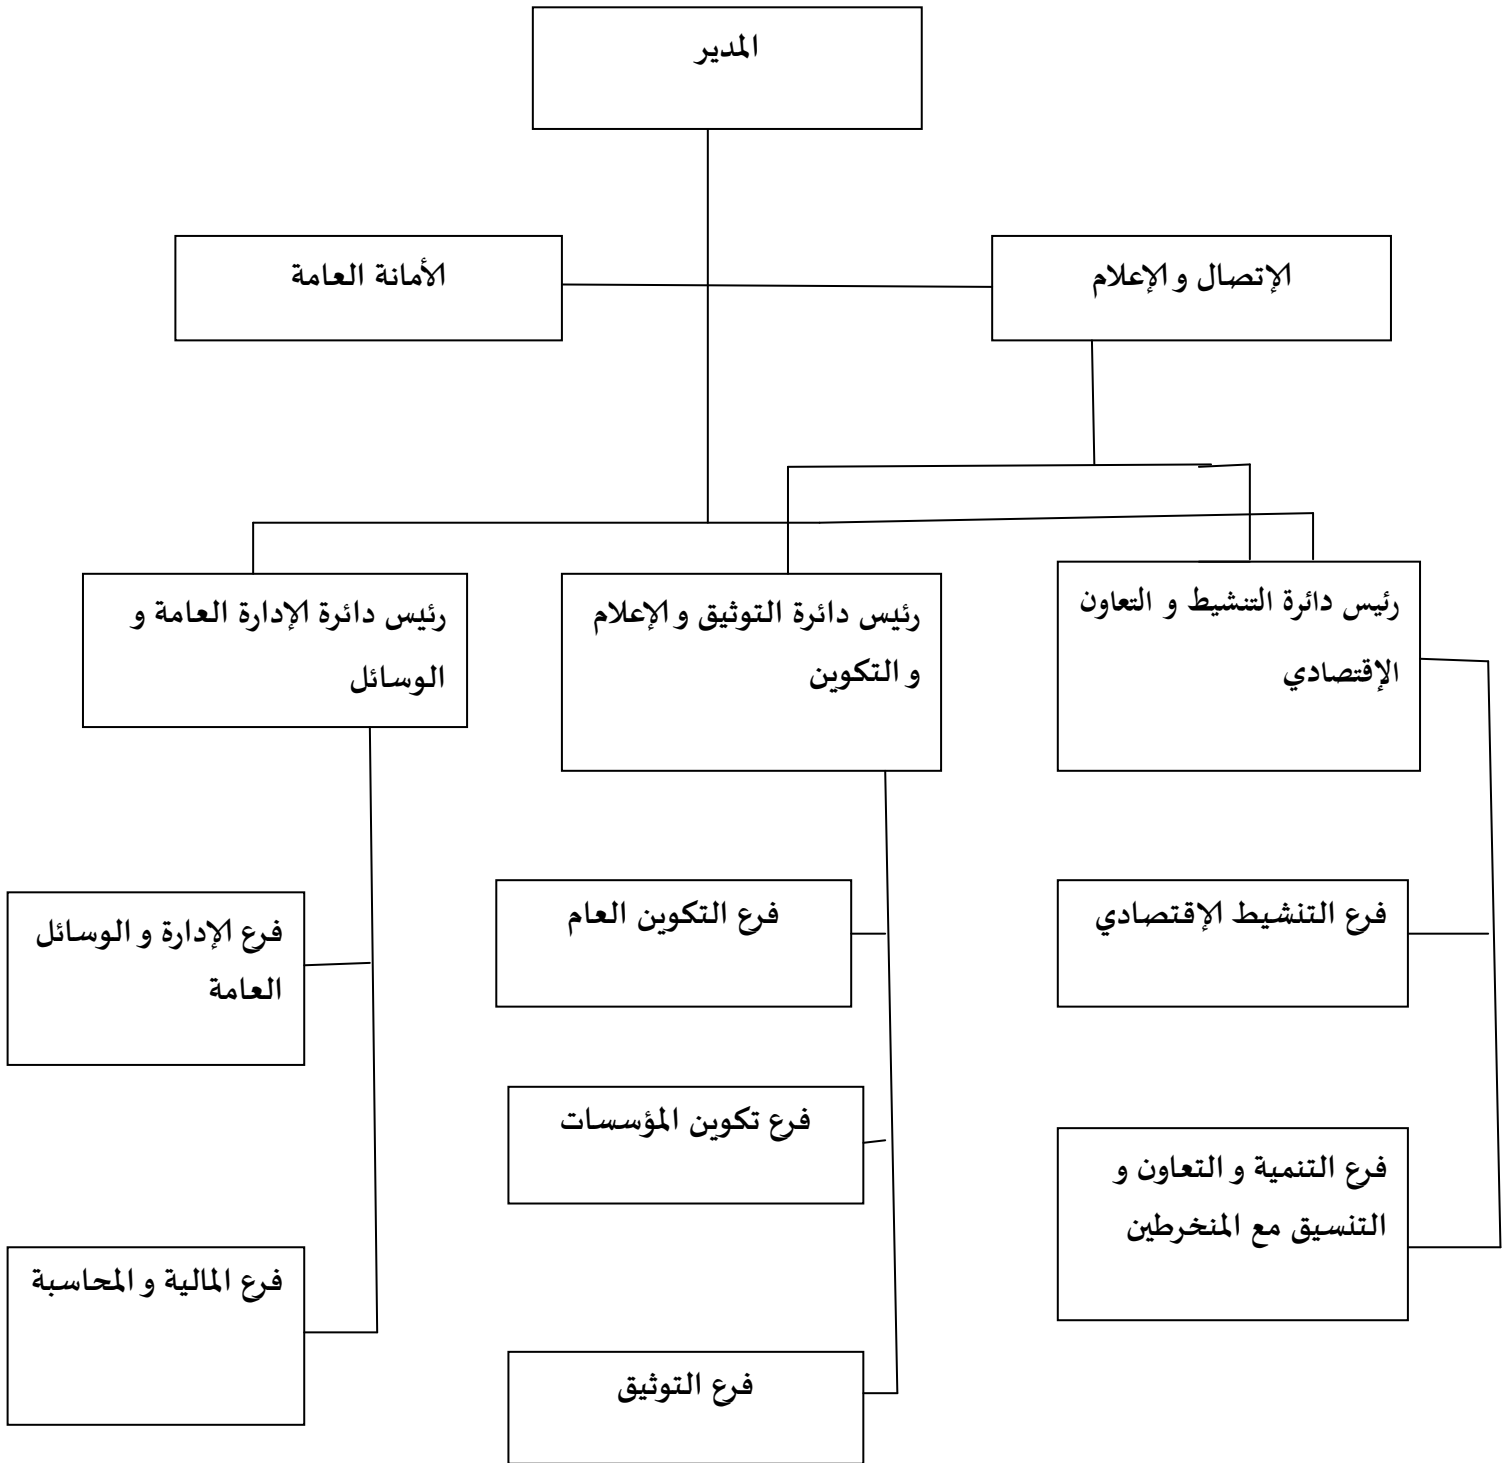 المدير
الإتصال و الإعلام
الأمانة العامة
رئيس دائرة التنشيط و التعاون
الإقتصادي
رئيس دائرة التوثيق و الإعلام
و التكوين
رئيس دائرة الإدارة العامة و
الوسائل
فرع التنشيط الإقتصادي
فرع التكوين العام
فرع الإدارة و الوسائل
العامة
فرع تكوين المؤسسات
فرع التنمية و التعاون و
التنسيق مع المنخرطين
فرع المالية و المحاسبة
فرع التوثيق